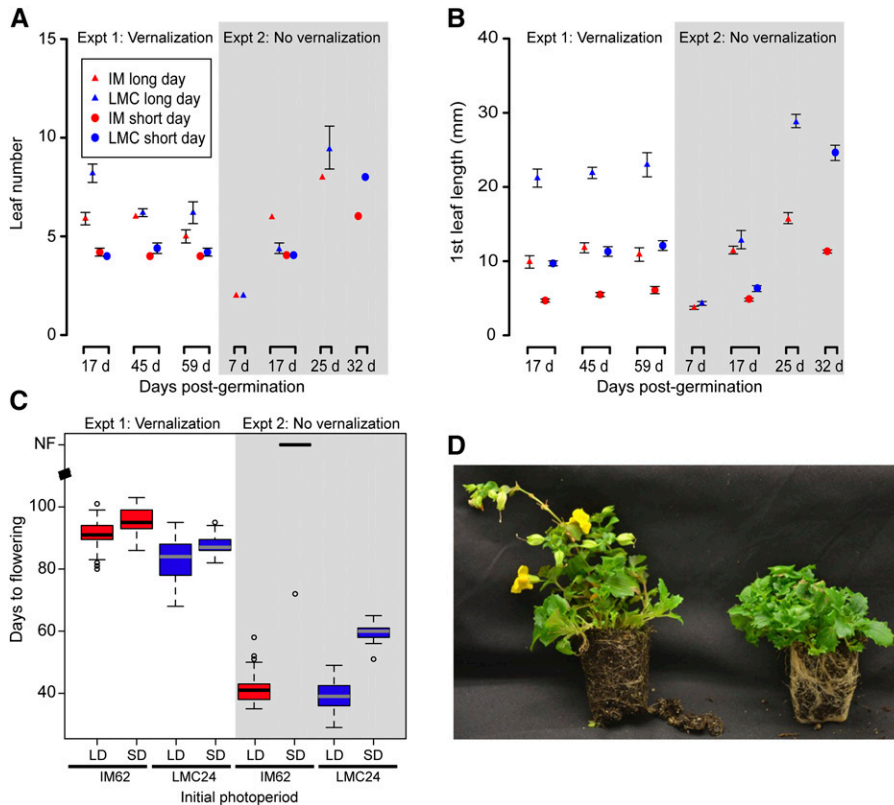 A
Expt 1: Vernalization
Expt 2: No vernalization
15
10
5
0
Leaf number
IM long day
LMC long day
IM short day
LMC short day
17 d
45 d
59 d
7 d
17 d
25 d
32 d
Days post-germination
B
Expt 1: Vernalization
Expt 2: No vernalization
40
30
20
10
0
1st leaf length (mm)
17 d
45 d
59 d
7 d
17 d
25 d
32 d
Days post-germination
C
Expt 1: Vernalization
Expt 2: No vernalization
NF
100
80
60
40
Days to flowering
LD
SD
LD
SD
LD
SD
LD
SD
IM62
LMC24
IM62
LMC24
Initial photoperiod
D